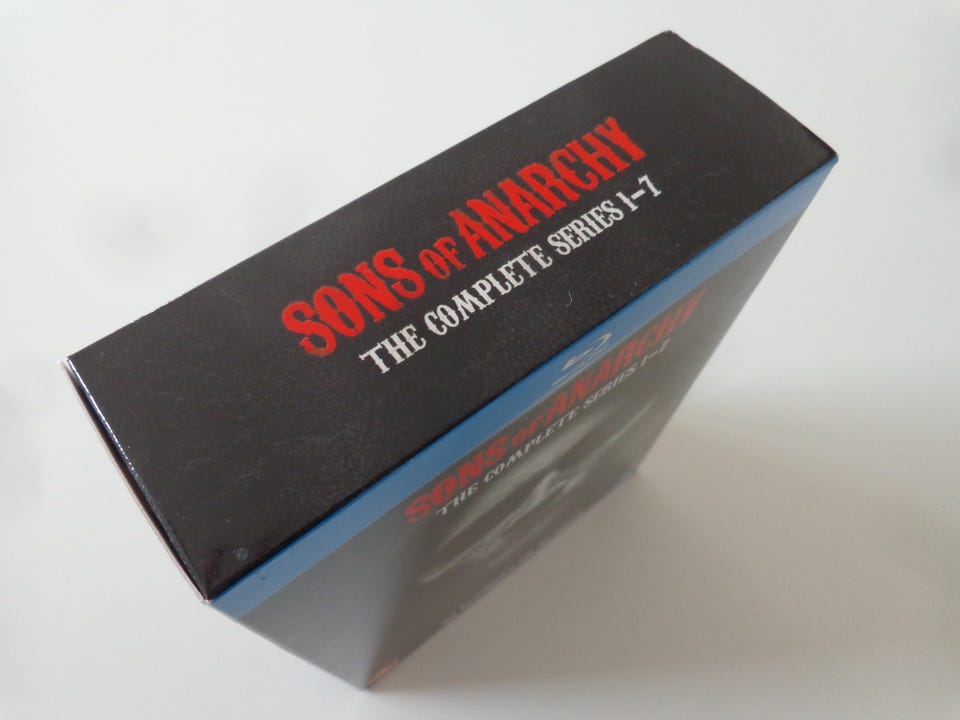 SONS OF ANARCHY
THE COMPLETE SERIES 1-7
SONS OF ANARCHY
THE COMPLETE SERIES 1-7